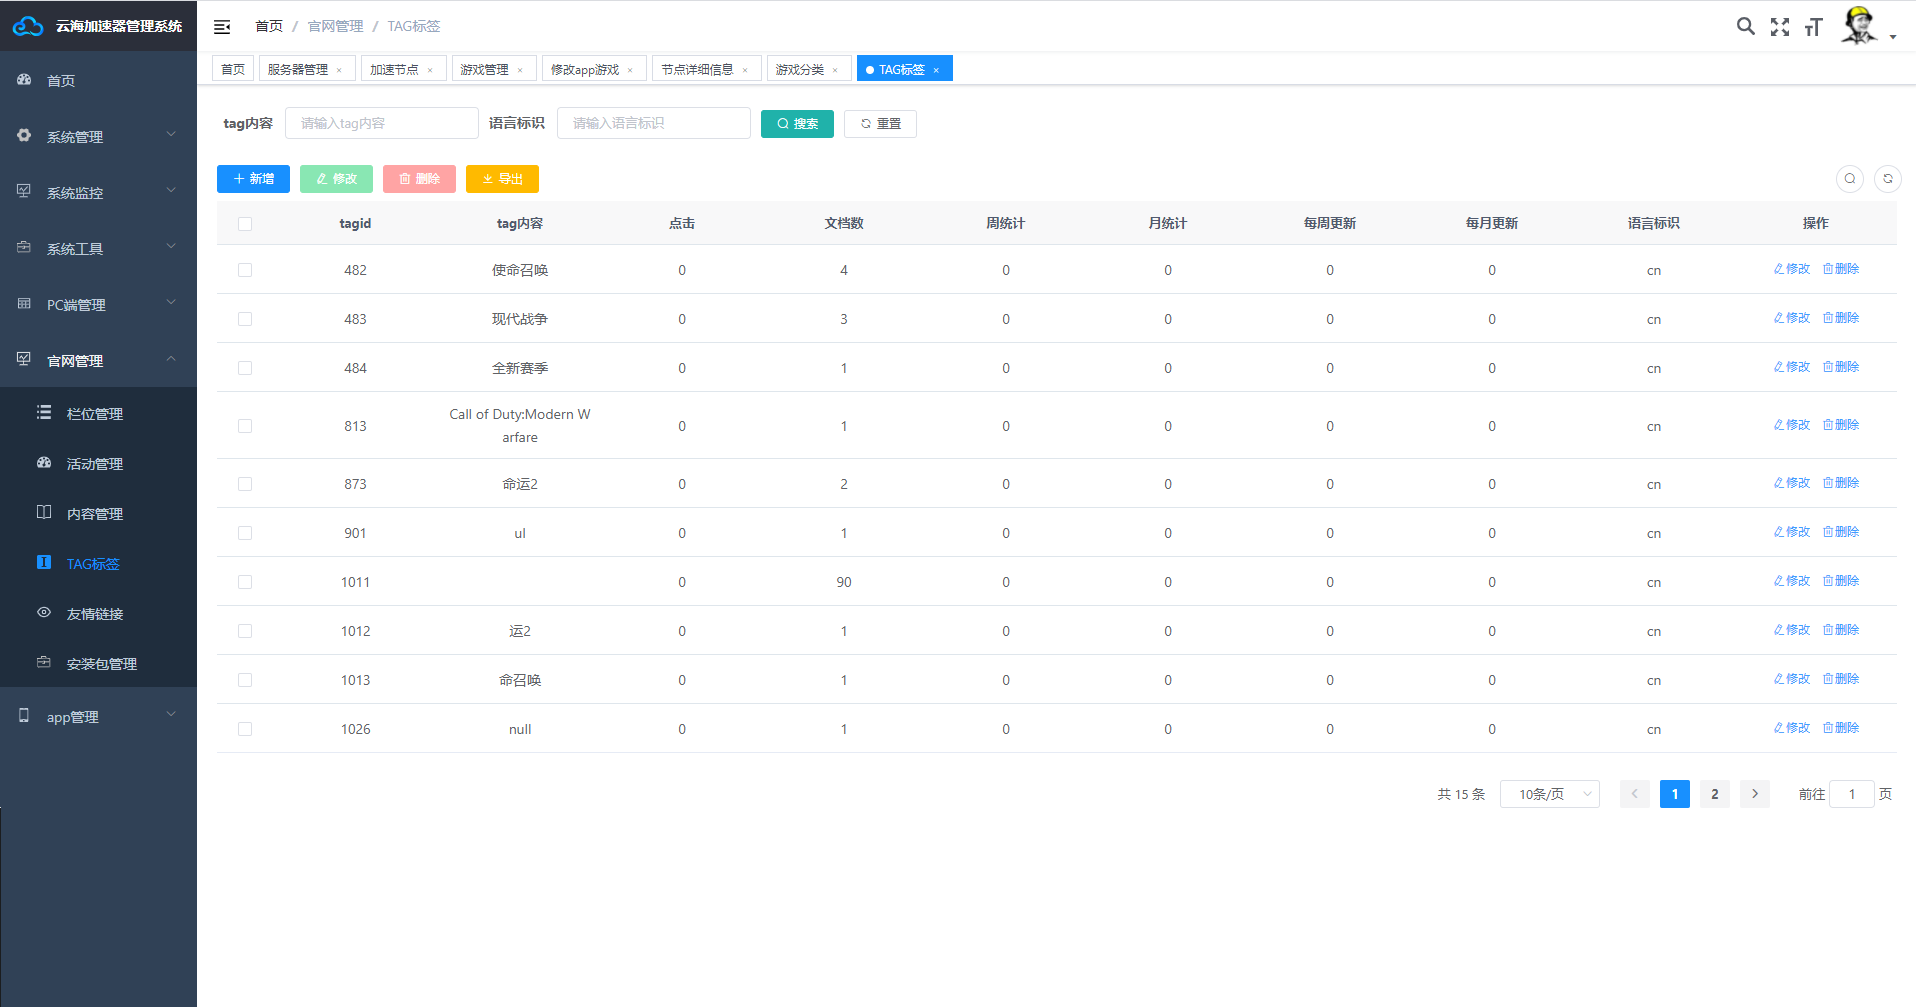 云海加速器管理系统
首页 / 官网管理 / TAG标签
首页
系统管理
系统监控
系统工具
PC端管理
官网管理
栏位管理
活动管理
内容管理
TAG标签
友情链接
安装包管理
app管理
首页 服务器管理 × 加速节点 × 游戏管理 × 修改app游戏 × 节点详细信息 × 游戏分类 × TAG标签 ×
tag内容 请输入tag内容 语言标识 请输入语言标识 搜索 重置
新增 修改 删除 导出
tagid tag内容 点击 文档数 周统计 月统计 每周更新 每月更新 语言标识 操作
482 使命召唤 0 4 0 0 0 0 cn 修改 删除
483 现代战争 0 3 0 0 0 0 cn 修改 删除
484 全新赛季 0 1 0 0 0 0 cn 修改 删除
813 Call of Duty:Modern W 0 1 0 0 0 0 cn 修改 删除
arfare
873 命运2 0 2 0 0 0 0 cn 修改 删除
901 ul 0 1 0 0 0 0 cn 修改 删除
1011 0 90 0 0 0 0 cn 修改 删除
1012 运2 0 1 0 0 0 0 cn 修改 删除
1013 命召唤 0 1 0 0 0 0 cn 修改 删除
1026 null 0 1 0 0 0 0 cn 修改 删除
共 15 条 10条/页 1 2 前往 1 页